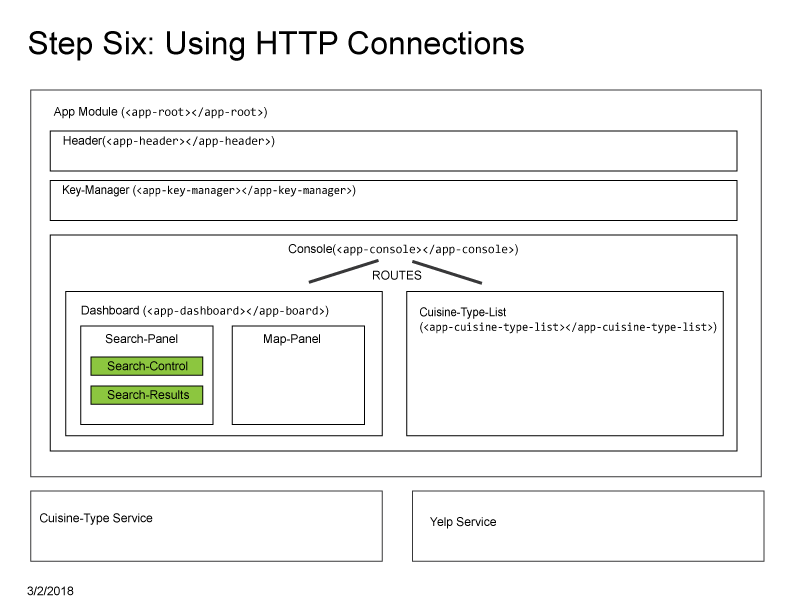 Step Six: Using HTTP Connections
App Module (<app-root></app-root>)
Header(<app-header></app-header>)
Key-Manager (<app-key-manager></app-key-manager>)
Console(<app-console></app-console>)
ROUTES
Dashboard (<app-dashboard></app-board>)
Search-Panel
Search-Control
Search-Results
Map-Panel
Cuisine-Type-List
(<app-cuisine-type-list></app-cuisine-type-list>)
Cuisine-Type Service
Yelp Service
3/2/2018